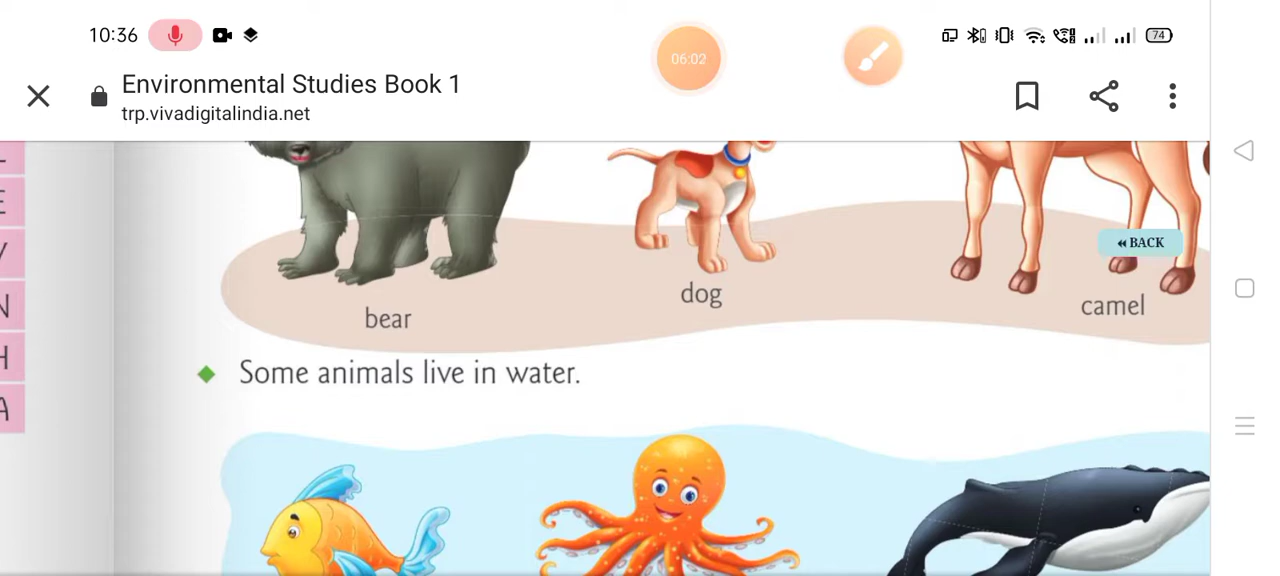 10:36
06:02
74
Environmental Studies Book 1
trp.vivadigitalindia.net
BACK
bear
dog
camel
Some animals live in water.
E
N
H
A